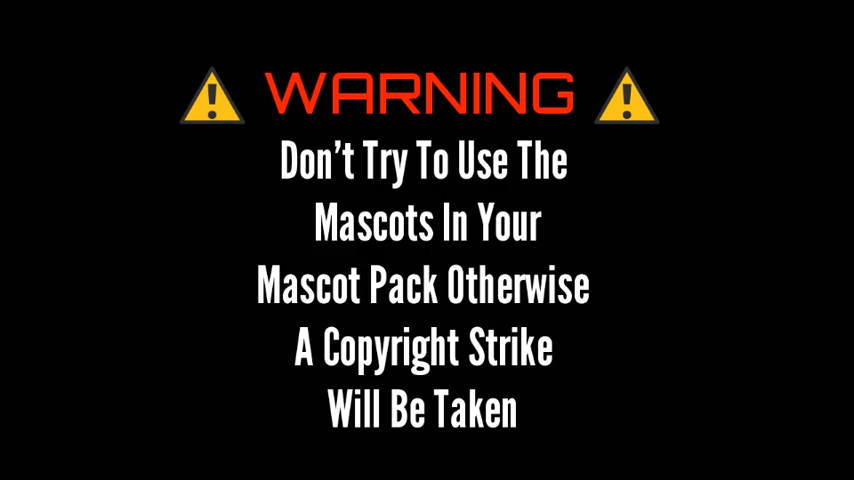 ⚠ WARNING ⚠
Don't Try To Use The
Mascots In Your
Mascot Pack Otherwise
A Copyright Strike
Will Be Taken